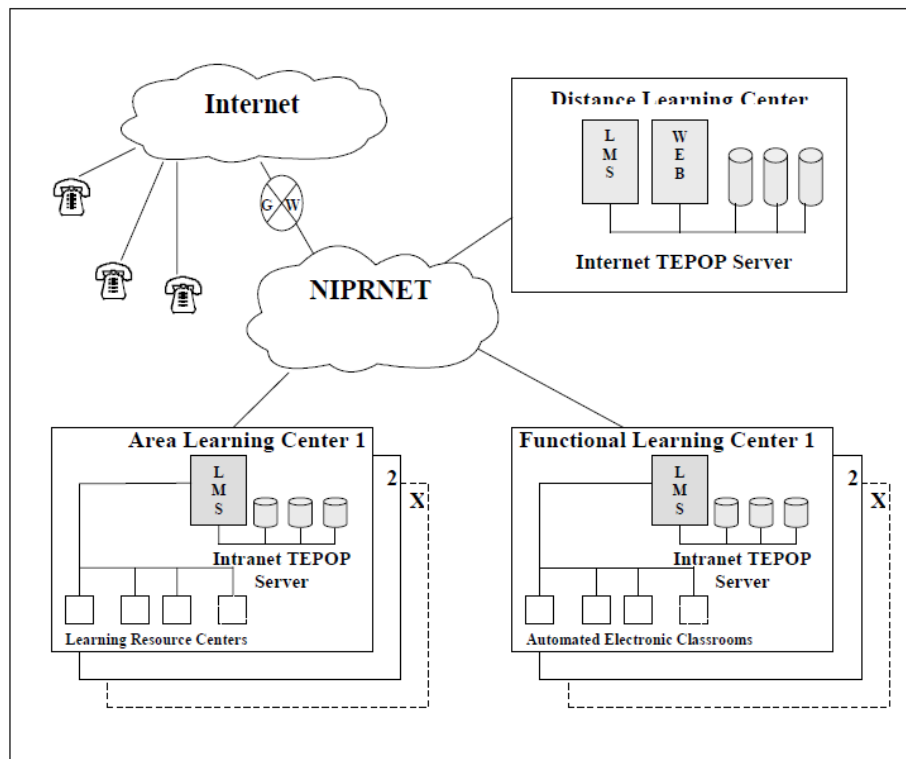 Internet
G W
NIPRNET
Distance Learning Center
L
M
S
W
E
B
Internet TEPOP Server
Area Learning Center 1
2
X
L
M
S
Intranet TEPOP
Server
Learning Resource Centers
Functional Learning Center 1
2
X
L
M
S
Intranet TEPOP
Server
Automated Electronic Classrooms